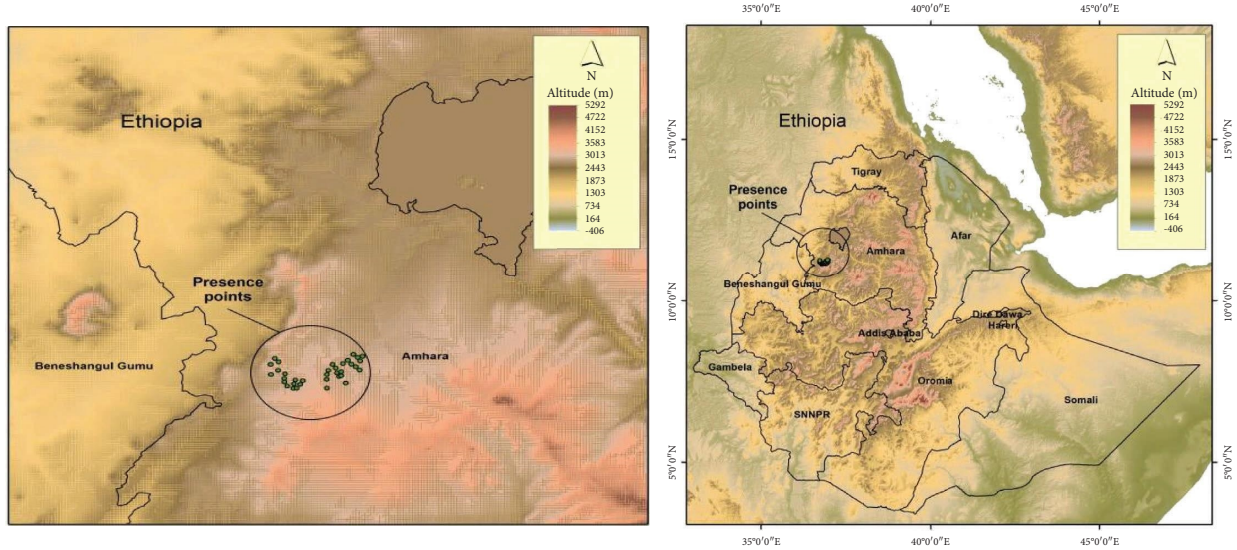 Ethiopia
Presence
points
Beneshangul Gumu
Amhara
N
Altitude (m)
5292
4722
4152
3583
3013
2443
1873
1303
734
164
-406
35°0′0″E
40°0′0″E
45°0′0″E
15°0′0″N
10°0′0″N
5°0′0″N
Ethiopia
Tigray
Presence
points
Afar
Amhara
Beneshangul Gumu
Dire Dawa
Hareri
Addis Ababa
Gambela
Oromia
Somali
SNNPR
N
Altitude (m)
5292
4722
4152
3583
3013
2443
1873
1303
734
164
-406
15°0′0″N
10°0′0″N
5°0′0″N
35°0′0″E
40°0′0″E
45°0′0″E